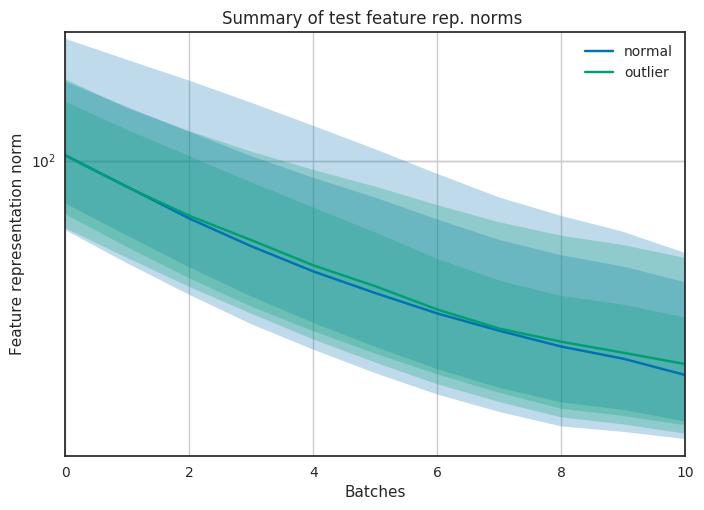 Summary of test feature rep. norms
normal
outlier
Feature representation norm
10²
0 2 4 6 8 10
Batches